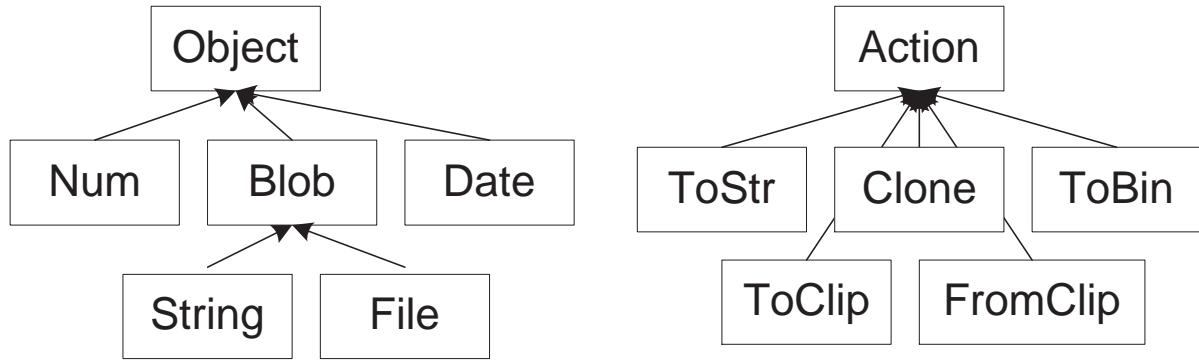 Object
Action
Num
Blob
Date
ToStr
Clone
ToBin
String
File
ToClip
FromClip